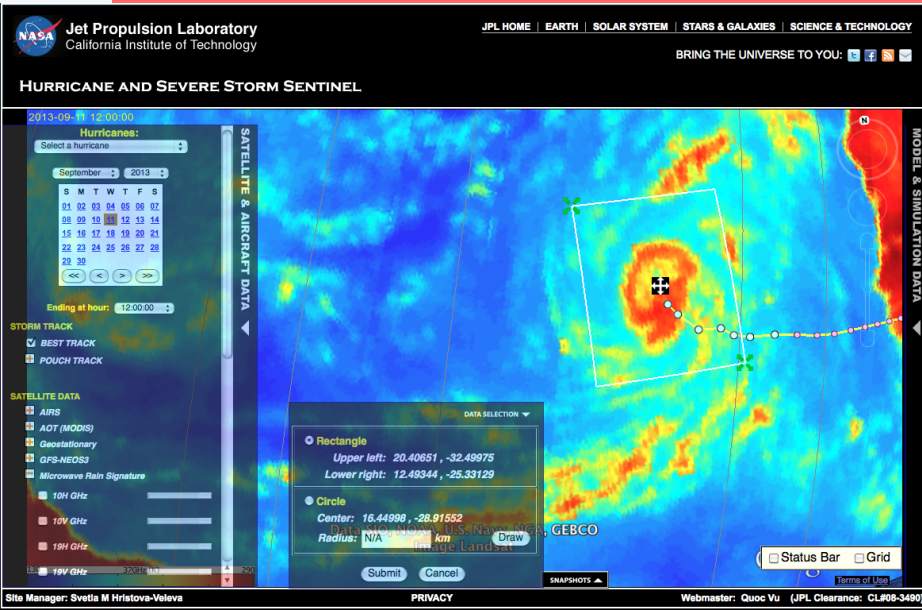 NASA
Jet Propulsion Laboratory
California Institute of Technology
JPL HOME | EARTH | SOLAR SYSTEM | STARS & GALAXIES | SCIENCE & TECHNOLOGY
BRING THE UNIVERSE TO YOU:
HURRICANE AND SEVERE STORM SENTINEL
2013-09-11 12:00:00
Hurricanes:
Select a hurricane
September 2013
S M T W T F S
01 02 03 04 05 06 07
08 09 10 11 12 13 14
15 16 17 18 19 20 21
22 23 24 25 26 27 28
29 30
<< < > >>
Ending at hour: 12:00:00
STORM TRACK
BEST TRACK
POUCH TRACK
SATELLITE DATA
AIRS
AOT (MODIS)
Geostationary
GFS-NEOS3
Microwave Rain Signature
10H GHz
10V GHz
19H GHz
19V GHz
37GHz
290
SATELLITE & AIRCRAFT DATA
N
MODEL & SIMULATION DATA
DATA SELECTION
Rectangle
Upper left: 20.40651 , -32.49975
Lower right: 12.49344 , -25.33129
Circle
Center: 16.44998 , -28.91552
Radius: N/A km Draw
Submit Cancel
Data SIO, NOAA, U.S. Navy, NGA, GEBCO
Image Landsat
SNAPSHOTS
Status Bar Grid
Terms of Use
Site Manager: Svetla M Hristova-Veleva PRIVACY Webmaster: Quoc Vu (JPL Clearance: CL#08-3490)